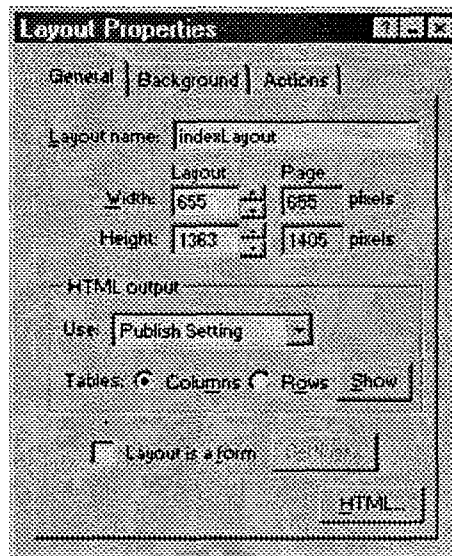 Layout Properties
General Background Actions
Layout name: indexLayout
Layout Page
Width: 655 655 pixels
Height: 1363 1405 pixels
HTML output
Use: Publish Setting
Tables: Columns Rows Show
Layout is a form
HTML...